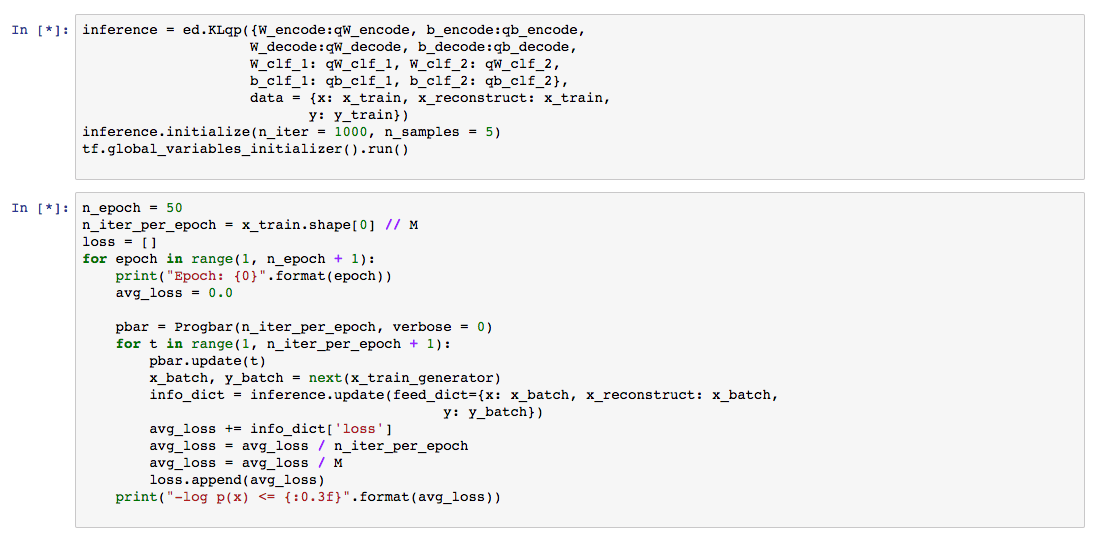 In [*]: inference = ed.KLqp({W_encode:qW_encode, b_encode:qb_encode,
W_decode:qW_decode, b_decode:qb_decode,
W_clf_1: qW_clf_1, W_clf_2: qW_clf_2,
b_clf_1: qb_clf_1, b_clf_2: qb_clf_2},
data = {x: x_train, x_reconstruct: x_train,
y: y_train})
inference.initialize(n_iter = 1000, n_samples = 5)
tf.global_variables_initializer().run()
In [*]: n_epoch = 50
n_iter_per_epoch = x_train.shape[0] // M
loss = []
for epoch in range(1, n_epoch + 1):
    print("Epoch: {0}".format(epoch))
    avg_loss = 0.0
    pbar = Progbar(n_iter_per_epoch, verbose = 0)
    for t in range(1, n_iter_per_epoch + 1):
        pbar.update(t)
        x_batch, y_batch = next(x_train_generator)
        info_dict = inference.update(feed_dict={x: x_batch, x_reconstruct: x_batch,
y: y_batch})
        avg_loss += info_dict['loss']
        avg_loss = avg_loss / n_iter_per_epoch
        avg_loss = avg_loss / M
        loss.append(avg_loss)
    print("-log p(x) <= {:0.3f}".format(avg_loss))